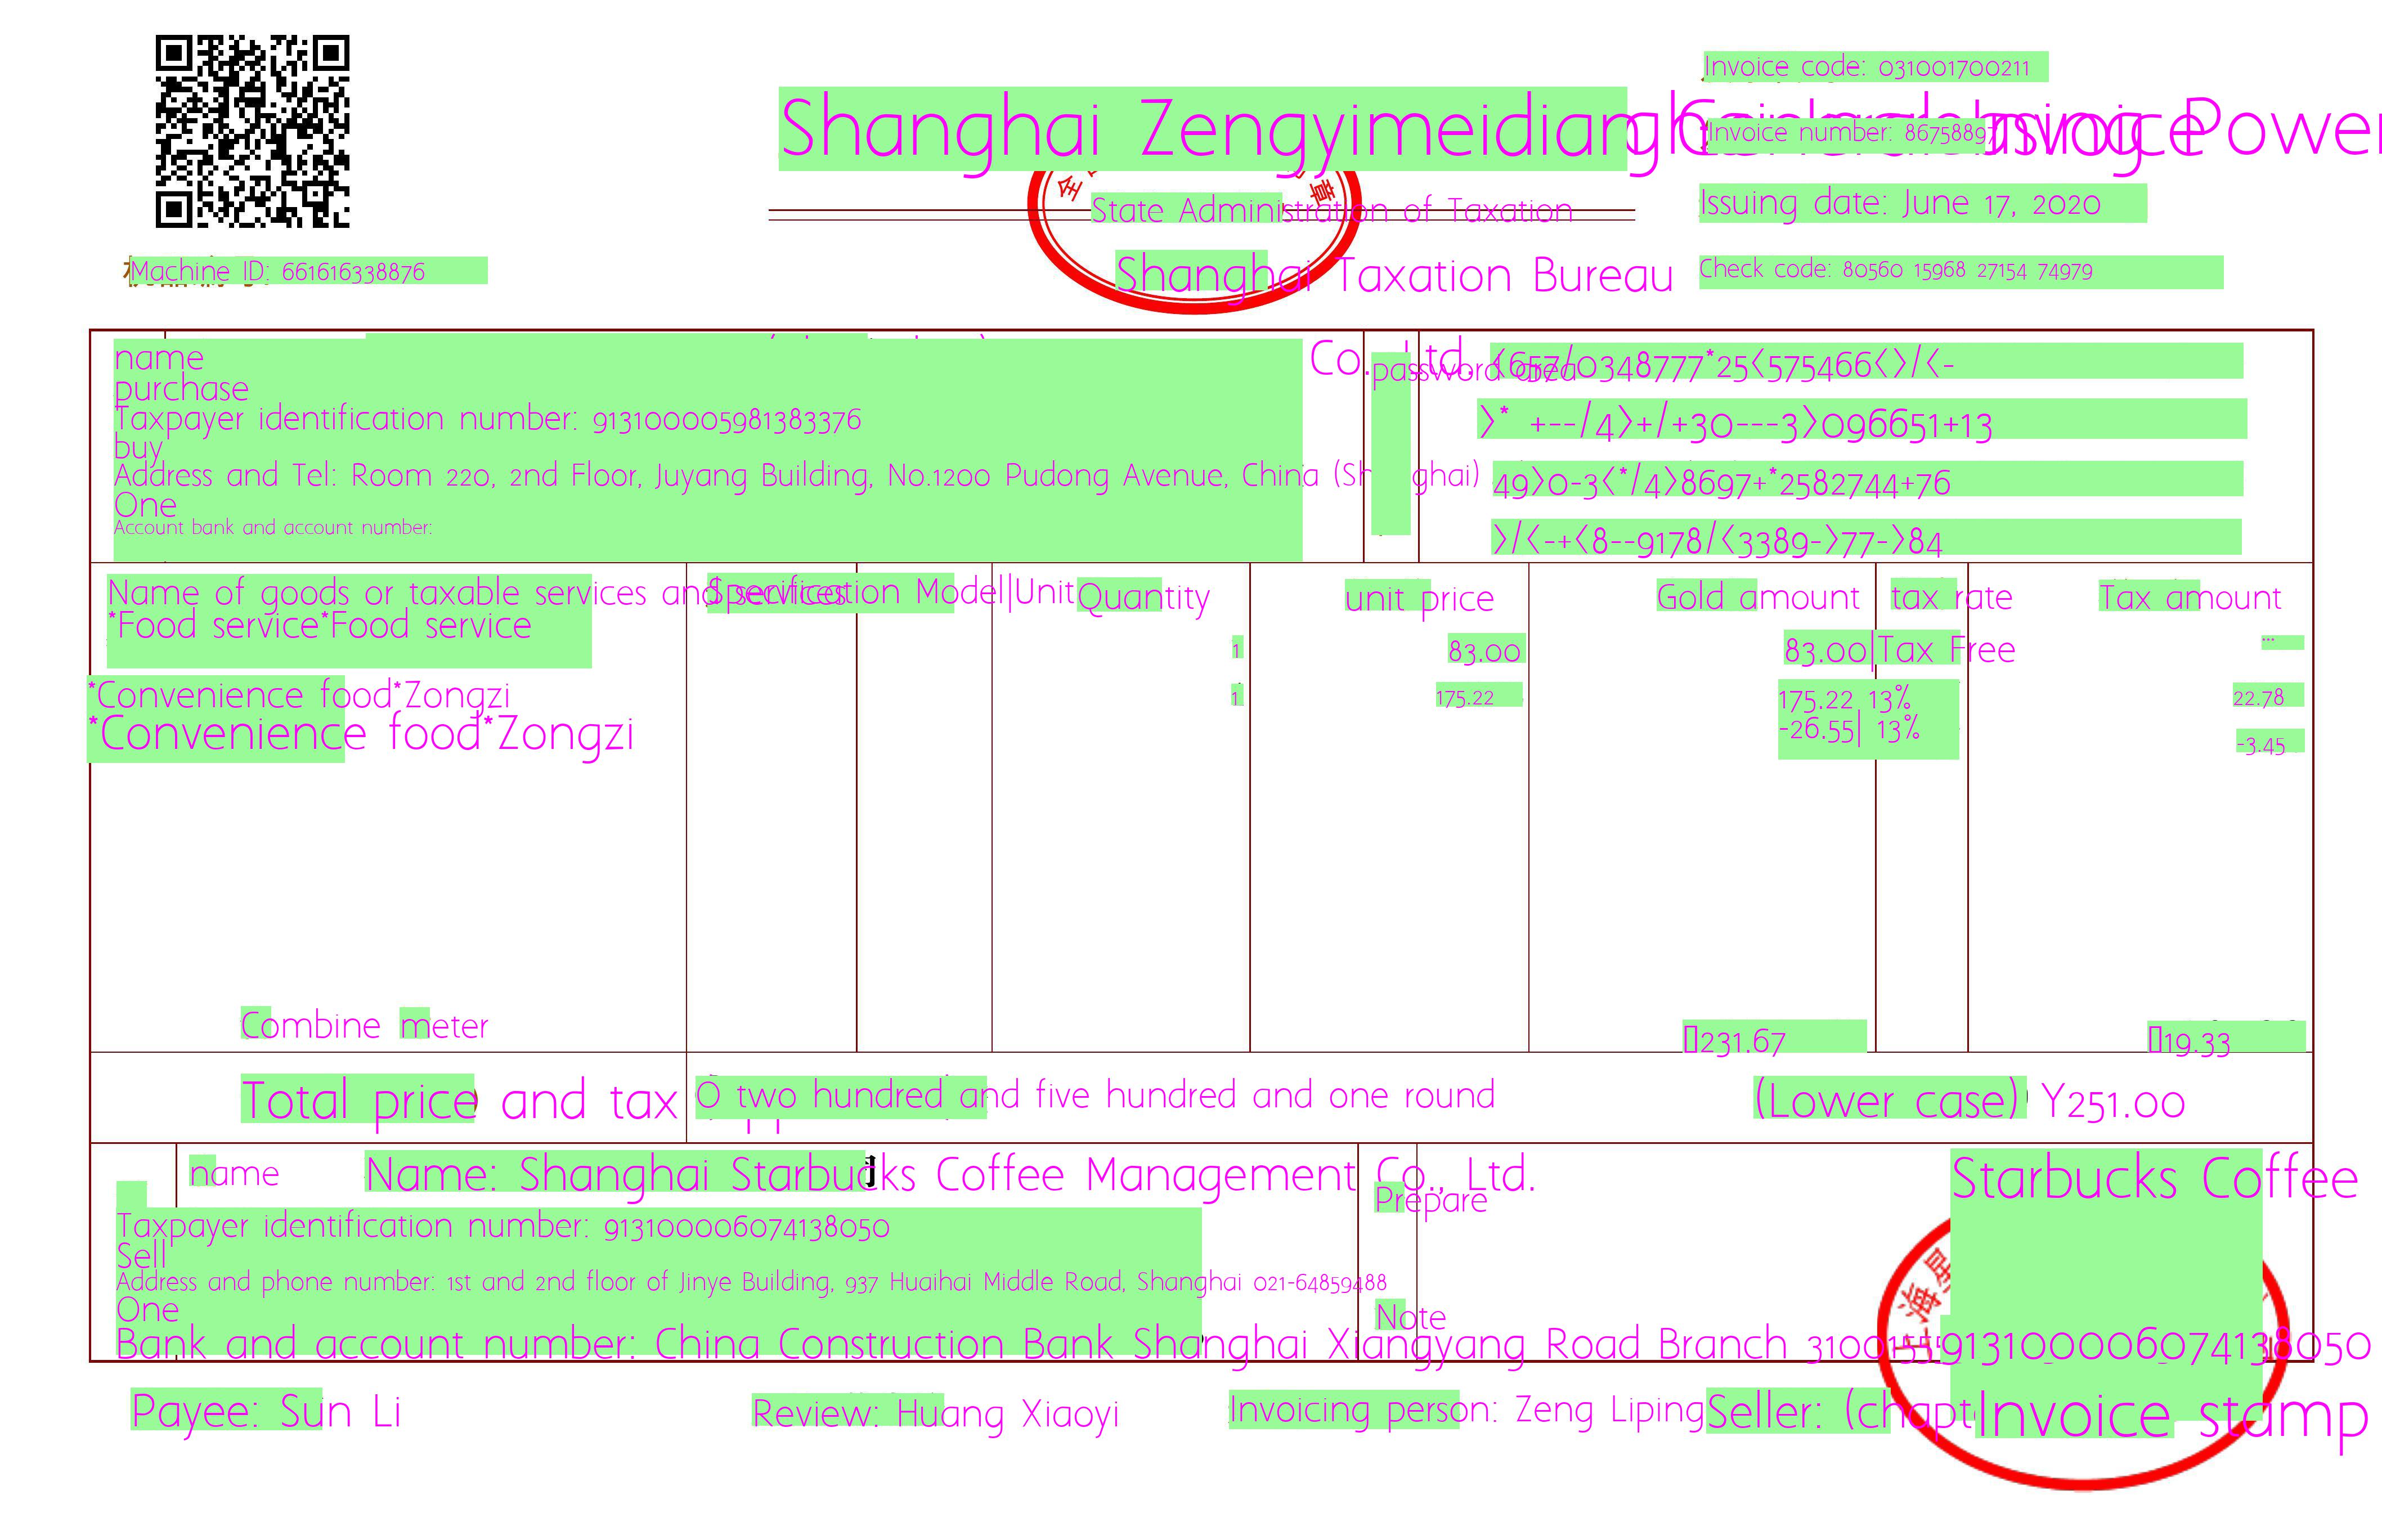 Invoice code: 031001700211
Shanghai Zengyimeidiang
Invoice Power
Invoice number: 86758897
Issuing date: June 17, 2020
State Administration of Taxation
Machine ID: 661616338876
Shanghai Taxation Bureau
Check code: 80560 15968 27154 74979
name
Co., Ltd.
password area
<657/0348777*25<575466<>/<-
purchase
Taxpayer identification number: 913100005981383376
>* +--/4>+/+30---3>096651+13
buy
Address and Tel: Room 220, 2nd Floor, Juyang Building, No.1200 Pudong Avenue, China (Shanghai)
49>0-3<*/4>8697+*2582744+76
One
Account bank and account number:
>/<-+<8--9178/<3389->77->84
Name of goods or taxable services and services
Specification Model|Unit
Quantity
unit price
Gold amount
tax rate
Tax amount
*Food service*Food service
1
83.00
83.00|Tax Free
***
*Convenience food*Zongzi
1
175.22
175.22 13%
22.78
*Convenience food*Zongzi
-26.55| 13%
-3.45
Combine meter
231.67
19.33
Total price and tax
O two hundred and five hundred and one round
(Lower case) Y251.00
name
Name: Shanghai Starbucks Coffee Management Co., Ltd.
Starbucks Coffee
Prepare
Taxpayer identification number: 913100006074138050
Sell
Address and phone number: 1st and 2nd floor of Jinye Building, 937 Huaihai Middle Road, Shanghai 021-64859488
One
Note
Bank and account number: China Construction Bank Shanghai Xiangyang Road Branch
913100006074138050
Payee: Sun Li
Review: Huang Xiaoyi
Invoicing person: Zeng Liping
Seller:
Invoice stamp